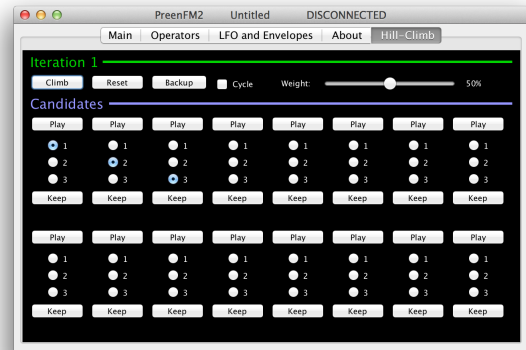 PreenFM2 Untitled DISCONNECTED
Main Operators LFO and Envelopes About Hill-Climb
Iteration 1
Climb Reset Backup Cycle Weight: 50%
Candidates
Play Play Play Play Play Play Play Play
1 1 1 1 1 1 1 1
2 2 2 2 2 2 2 2
3 3 3 3 3 3 3 3
Keep Keep Keep Keep Keep Keep Keep Keep
Play Play Play Play Play Play Play Play
1 1 1 1 1 1 1 1
2 2 2 2 2 2 2 2
3 3 3 3 3 3 3 3
Keep Keep Keep Keep Keep Keep Keep Keep